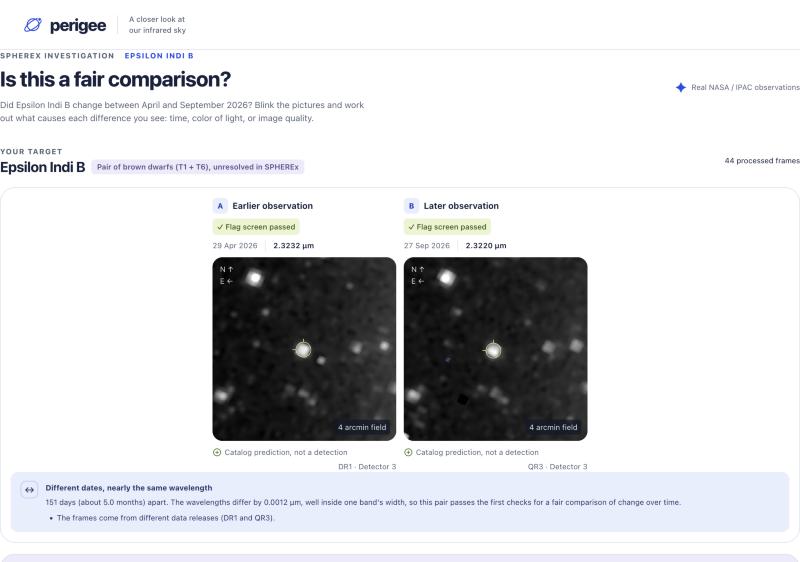 perigee
A closer look at
our infrared sky
SPHEREX INVESTIGATION EPSILON INDI B
Is this a fair comparison?
Did Epsilon Indi B change between April and September 2026? Blink the pictures and work
out what causes each difference you see: time, color of light, or image quality.
Real NASA / IPAC observations
YOUR TARGET
Epsilon Indi B Pair of brown dwarfs (T1 + T6), unresolved in SPHEREx
44 processed frames
A Earlier observation
✓ Flag screen passed
29 Apr 2026 2.3232 µm
N ↑
E ←
4 arcmin field
Catalog prediction, not a detection
DR1 · Detector 3
B Later observation
✓ Flag screen passed
27 Sep 2026 2.3220 µm
N ↑
E ←
4 arcmin field
Catalog prediction, not a detection
QR3 · Detector 3
↔ Different dates, nearly the same wavelength
151 days (about 5.0 months) apart. The wavelengths differ by 0.0012 µm, well inside one band's width, so this pair passes the first checks for a fair comparison of change over time.
• The frames come from different data releases (DR1 and QR3).